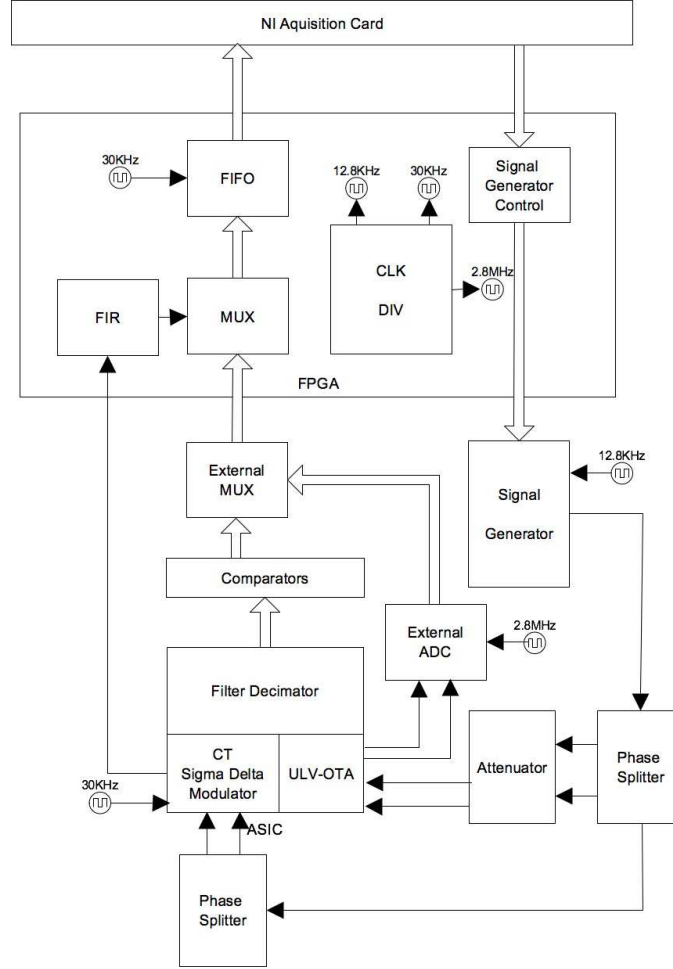 NI Aquisition Card
30KHz
FIFO
12.8KHz
30KHz
Signal
Generator
Control
CLK
DIV
2.8MHz
FIR
MUX
FPGA
External
MUX
12.8KHz
Signal
Generator
Comparators
External
ADC
2.8MHz
Filter Decimator
CT
Sigma Delta
Modulator
ULV-OTA
Attenuator
Phase
Splitter
30KHz
ASIC
Phase
Splitter